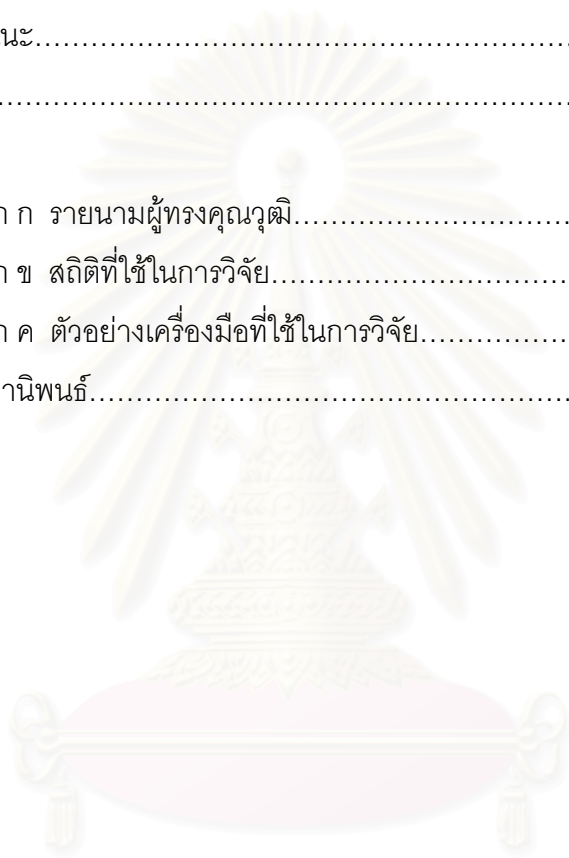 นะ......................................................................
......................................................................
ก ก  รายนามผู้ทรงคุณวุฒิ....................................
ก ข  สถิติที่ใช้ในการวิจัย.......................................
ก ค  ตัวอย่างเครื่องมือที่ใช้ในการวิจัย..................
านิพนธ์...............................................................